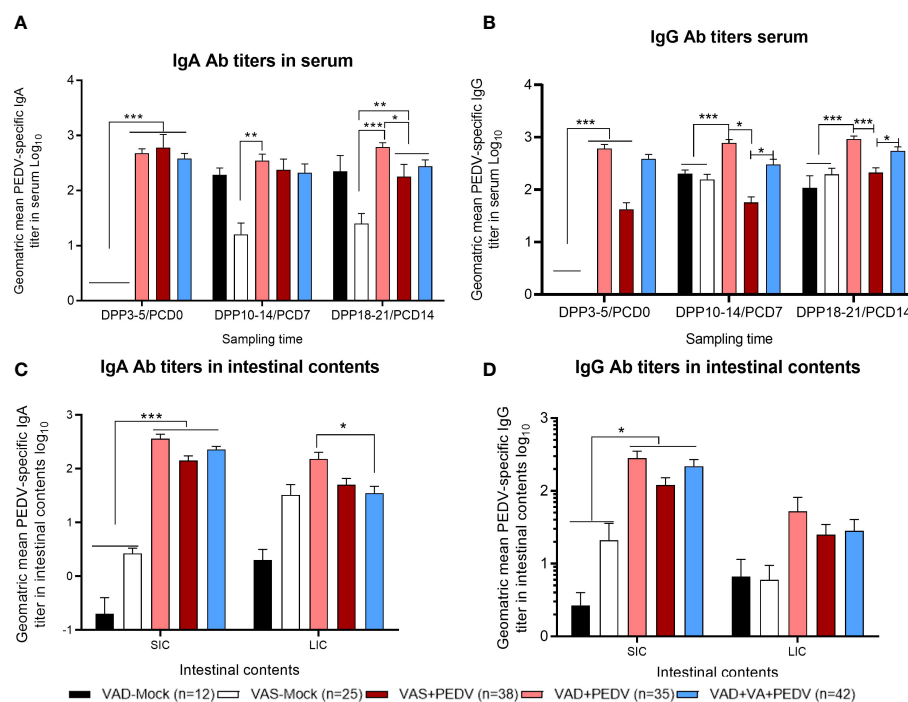 A
IgA Ab titers in serum
Geomatric mean PEDV-specific IgA
titer in serum Log10
4
3
2
1
0
***
**
**
***
*
DPP3-5/PCD0
DPP10-14/PCD7
DPP18-21/PCD14
Sampling time
B
IgG Ab titers serum
Geomatric mean PEDV-specific IgG
titer in serum Log10
4
3
2
1
0
***
***
*
*
***
***
*
DPP3-5/PCD0
DPP10-14/PCD7
DPP18-21/PCD14
Sampling time
C
IgA Ab titers in intestinal contents
Geomatric mean PEDV-specific IgA
titer in intestinal contents log10
3
2
1
0
-1
***
*
SIC
LIC
Intestinal contents
D
IgG Ab titers in intestinal contents
Geomatric mean PEDV-specific IgG
titer in intestinal contents log10
3
2
1
0
*
SIC
LIC
Intestinal contents
VAD-Mock (n=12)
VAS-Mock (n=25)
VAS+PEDV (n=38)
VAD+PEDV (n=35)
VAD+VA+PEDV (n=42)